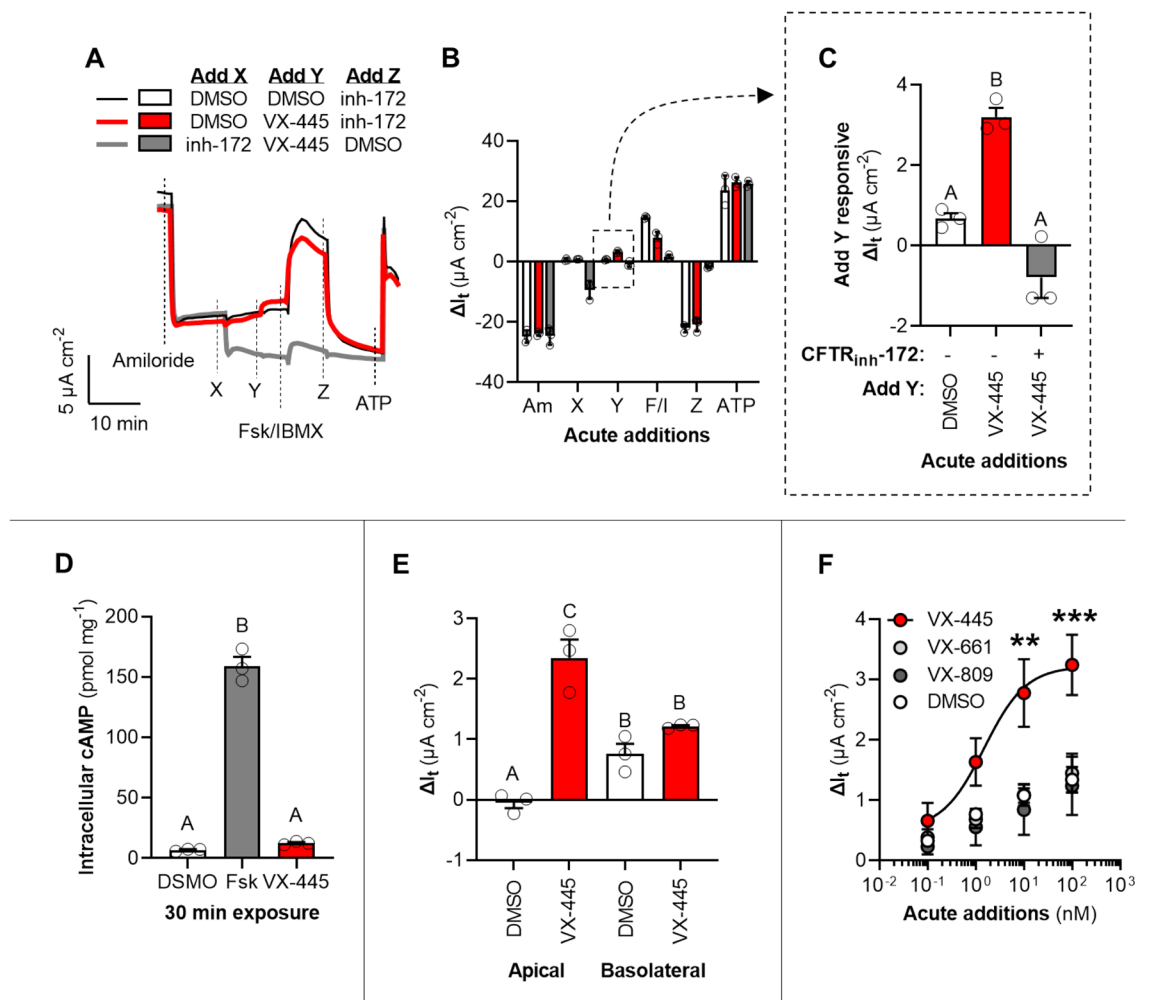 A
Add X Add Y Add Z
DMSO DMSO inh-172
DMSO VX-445 inh-172
inh-172 VX-445 DMSO
5 µA cm-2
10 min
Amiloride
X
Y
Fsk/IBMX
Z
ATP
B
ΔIt (µA cm-2)
40
20
0
-20
-40
Am X Y F/I Z ATP
Acute additions
C
Add Y responsive
ΔIt (µA cm-2)
4
2
0
-2
A
B
A
CFTRinh-172: - - +
Add Y: DMSO VX-445 VX-445
Acute additions
D
Intracellular cAMP (pmol mg-1)
200
150
100
50
0
A
B
A
DSMO Fsk VX-445
30 min exposure
E
ΔIt (µA cm-2)
3
2
1
0
-1
A
C
B
B
DMSO VX-445 DMSO VX-445
Apical Basolateral
F
ΔIt (µA cm-2)
4
3
2
1
0
VX-445
VX-661
VX-809
DMSO
**
***
10-2 10-1 100 101 102 103
Acute additions (nM)